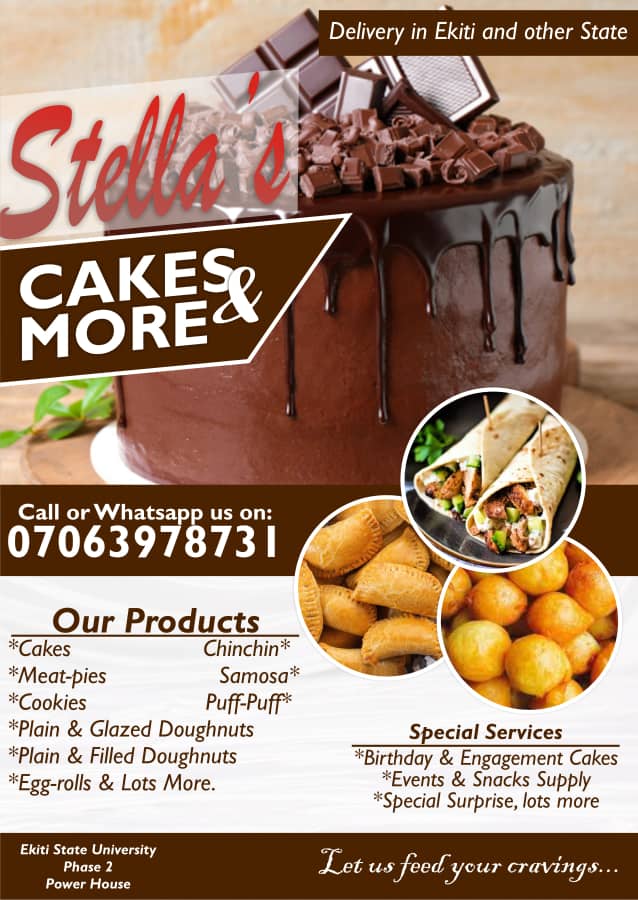 Delivery in Ekiti and other State
Stella's
CAKES &
MORE
Call or Whatsapp us on:
07063978731
Our Products
*Cakes Chinchin*
*Meat-pies Samosa*
*Cookies Puff-Puff*
*Plain & Glazed Doughnuts
*Plain & Filled Doughnuts
*Egg-rolls & Lots More.
Special Services
*Birthday & Engagement Cakes
*Events & Snacks Supply
*Special Surprise, lots more
Ekiti State University
Phase 2
Power House
Let us feed your cravings...